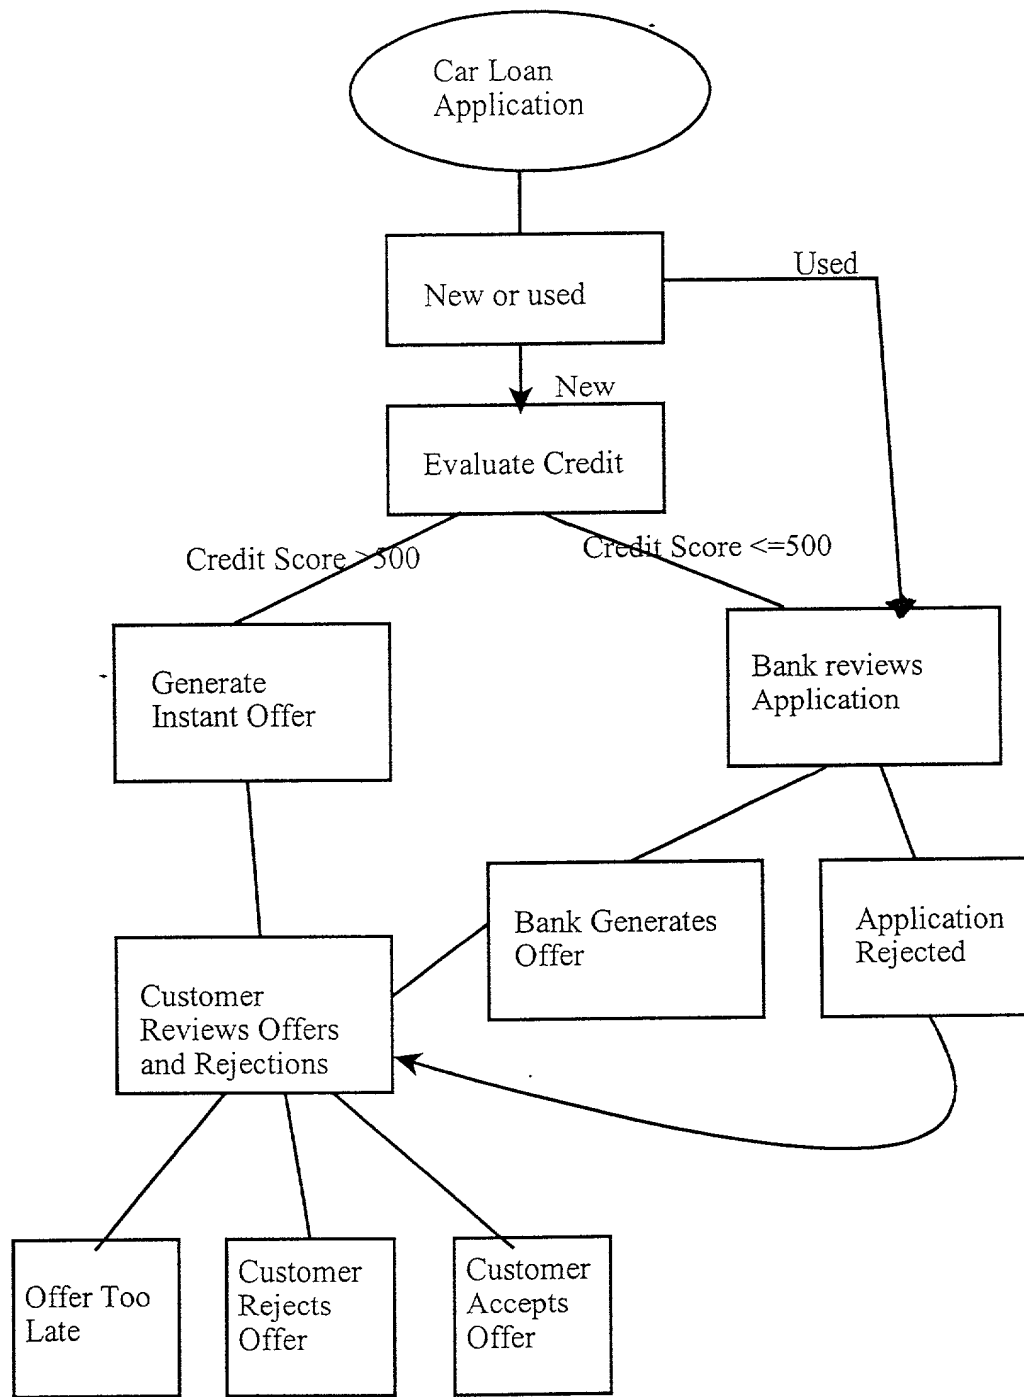 Car Loan
Application
New or used
Used
New
Evaluate Credit
Credit Score >500
Credit Score <=500
Generate
Instant Offer
Bank reviews
Application
Bank Generates
Offer
Application
Rejected
Customer
Reviews Offers
and Rejections
Offer Too
Late
Customer
Rejects
Offer
Customer
Accepts
Offer